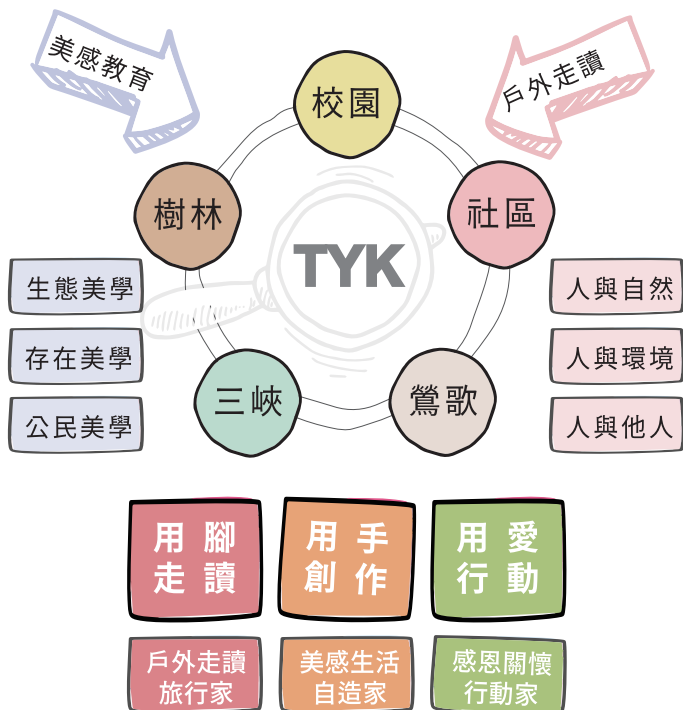 美感教育
戶外走讀
校園
樹林
社區
TYK
三峽
鶯歌
生態美學
存在美學
公民美學
人與自然
人與環境
人與他人
用腳
走讀
用手
創作
用愛
行動
戶外走讀
旅行家
美感生活
自造家
感恩關懷
行動家